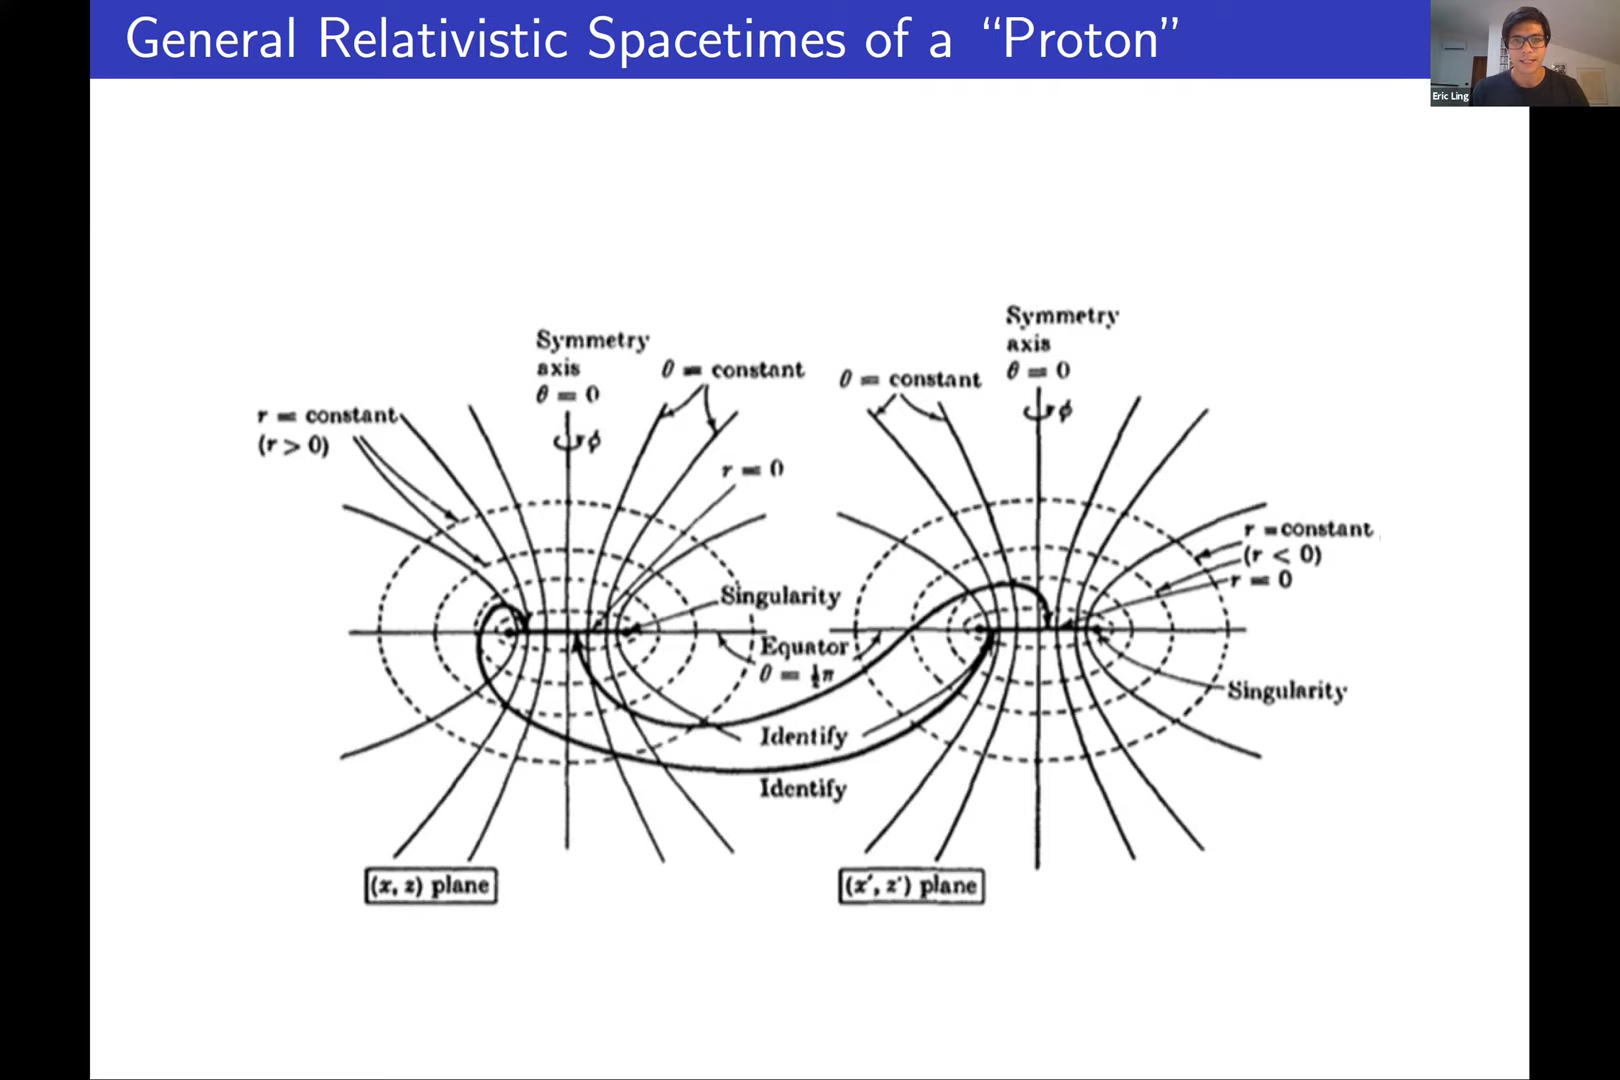 General Relativistic Spacetimes of a “Proton”
Eric Ling
Symmetry
axis
θ = 0
θ = constant
r = constant
(r > 0)
ϕ
r = 0
Singularity
Equator
θ = ½π
Identify
Identify
(x, z) plane
Symmetry
axis
θ = 0
θ = constant
ϕ
r = constant
(r < 0)
r = 0
Singularity
(x′, z′) plane